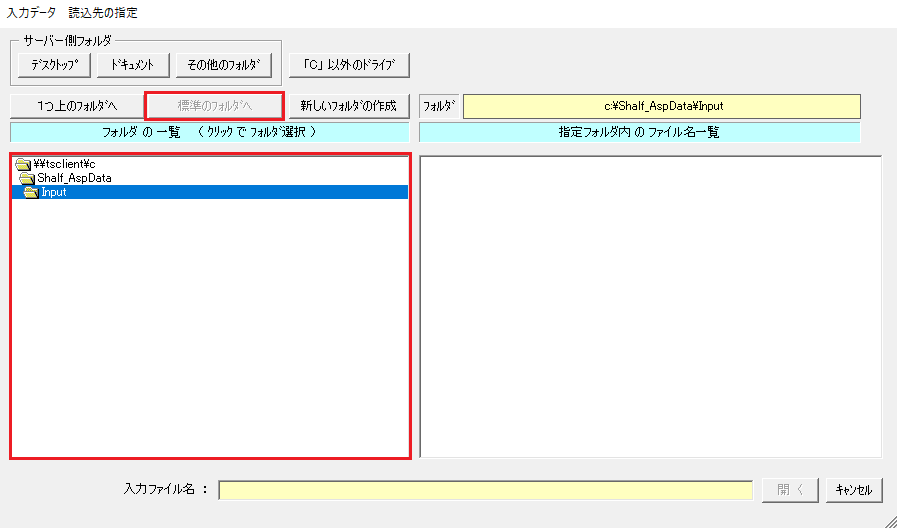 入力データ　読込先の指定
サーバー側フォルダ
ﾃﾞｽｸﾄｯﾌﾟ
ﾄﾞｷｭﾒﾝﾄ
その他のﾌｫﾙﾀﾞ
「C」以外のﾄﾞﾗｲﾌﾞ
1つ上のﾌｫﾙﾀﾞへ
標準のﾌｫﾙﾀﾞへ
新しいﾌｫﾙﾀﾞの作成
ﾌｫﾙﾀﾞ
c:¥Shalf_AspData¥Input
フォルダ の 一覧　（ ｸﾘｯｸ で ﾌｫﾙﾀﾞ選択 ）
指定フォルダ内 の ファイル名一覧
¥¥tsclient¥c
Shalf_AspData
Input
入力ファイル名 ：
開 く
ｷｬﾝｾﾙ